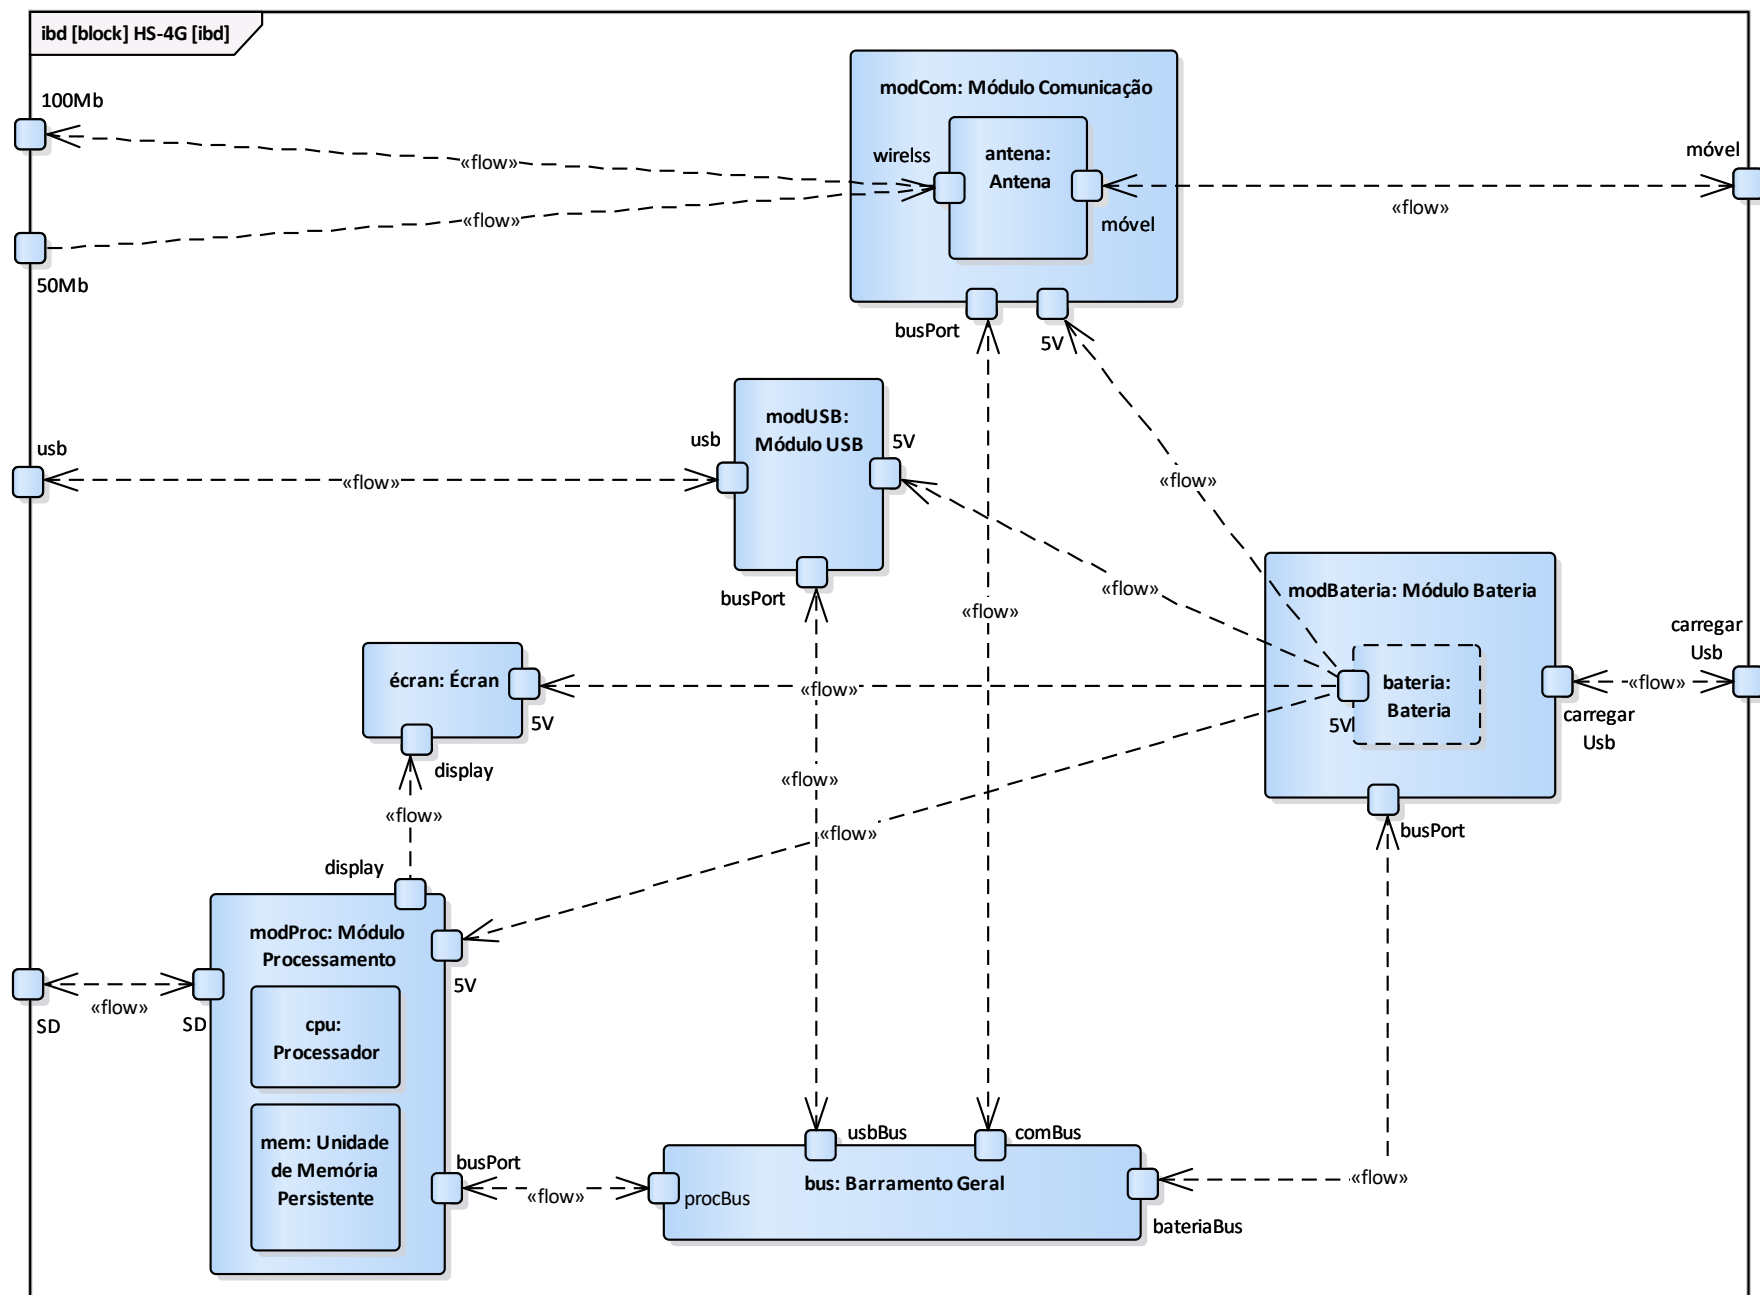 ibd [block] HS-4G [ibd]
100Mb
«flow»
50Mb
«flow»
modCom: Módulo Comunicação
wirelss
antena:
Antena
móvel
móvel
«flow»
busPort
5V
usb
«flow»
usb
modUSB:
Módulo USB
5V
busPort
«flow»
«flow»
«flow»
modBateria: Módulo Bateria
bateria:
Bateria
5V
carregar
Usb
«flow»
carregar
Usb
busPort
écran: Écran
5V
«flow»
display
«flow»
«flow»
«flow»
display
modProc: Módulo
Processamento
5V
SD
«flow»
SD
cpu:
Processador
mem: Unidade
de Memória
Persistente
busPort
«flow»
procBus
usbBus
comBus
bus: Barramento Geral
«flow»
bateriaBus